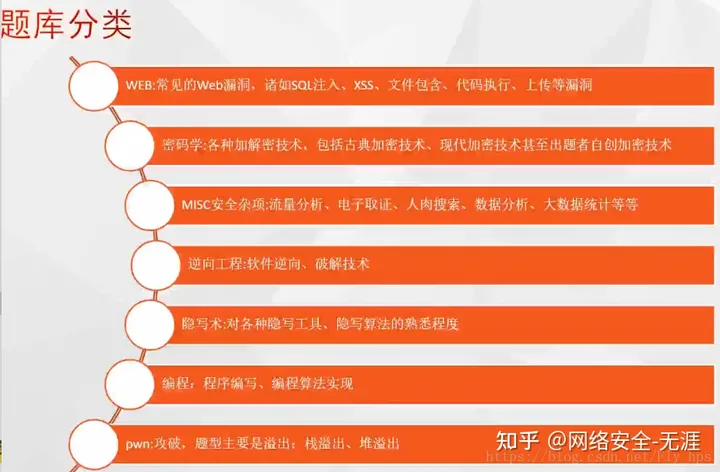 题库分类
WEB:常见的Web漏洞，诸如SQL注入、XSS、文件包含、代码执行、上传等漏洞
密码学:各种加解密技术，包括古典加密技术、现代加密技术甚至出题者自创加密技术
MISC安全杂项:流量分析、电子取证、人肉搜索、数据分析、大数据统计等等
逆向工程:软件逆向、破解技术
隐写术:对各种隐写工具、隐写算法的熟悉程度
编程：程序编写、编程算法实现
pwn:攻破，题型主要是溢出：栈溢出、堆溢出
知乎 @网络安全-无涯
https://blog.csdn.net/Fly_hps